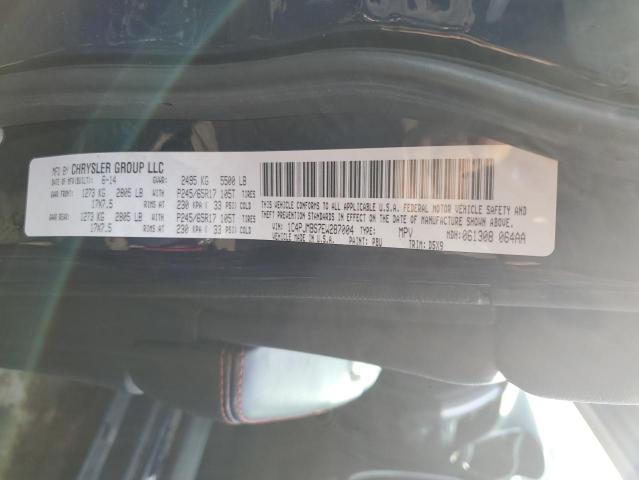 MFD BY CHRYSLER GROUP LLC
DATE OF MFR(BUILT): 6-14 GVWR: 2495 KG 5500 LB
GAWR FRONT: 1273 KG 2805 LB WITH P245/65R17 105T TIRES
17X7.5 RIMS AT 230 KPA ( 33 PSI) COLD
GAWR REAR: 1273 KG 2805 LB WITH P245/65R17 105T TIRES
17X7.5 RIMS AT 230 KPA ( 33 PSI) COLD
THIS VEHICLE CONFORMS TO ALL APPLICABLE U.S.A. FEDERAL MOTOR VEHICLE SAFETY AND
THEFT PREVENTION STANDARDS IN EFFECT ON THE DATE OF MANUFACTURE SHOWN ABOVE.
VIN: 1C4PJMBS7EW287004 TYPE: MPV MDH: 061308 064AA
VEHICLE MADE IN U.S.A. PAINT: PBU TRIM: D5X9